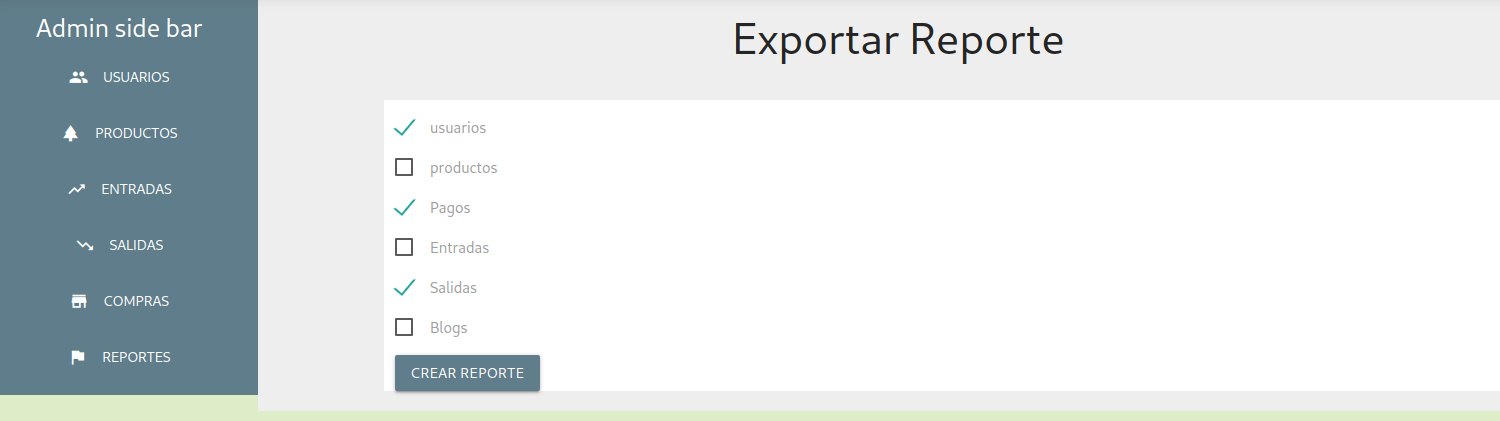 Admin side bar
USUARIOS
PRODUCTOS
ENTRADAS
SALIDAS
COMPRAS
REPORTES
Exportar Reporte
usuarios
productos
Pagos
Entradas
Salidas
Blogs
CREAR REPORTE